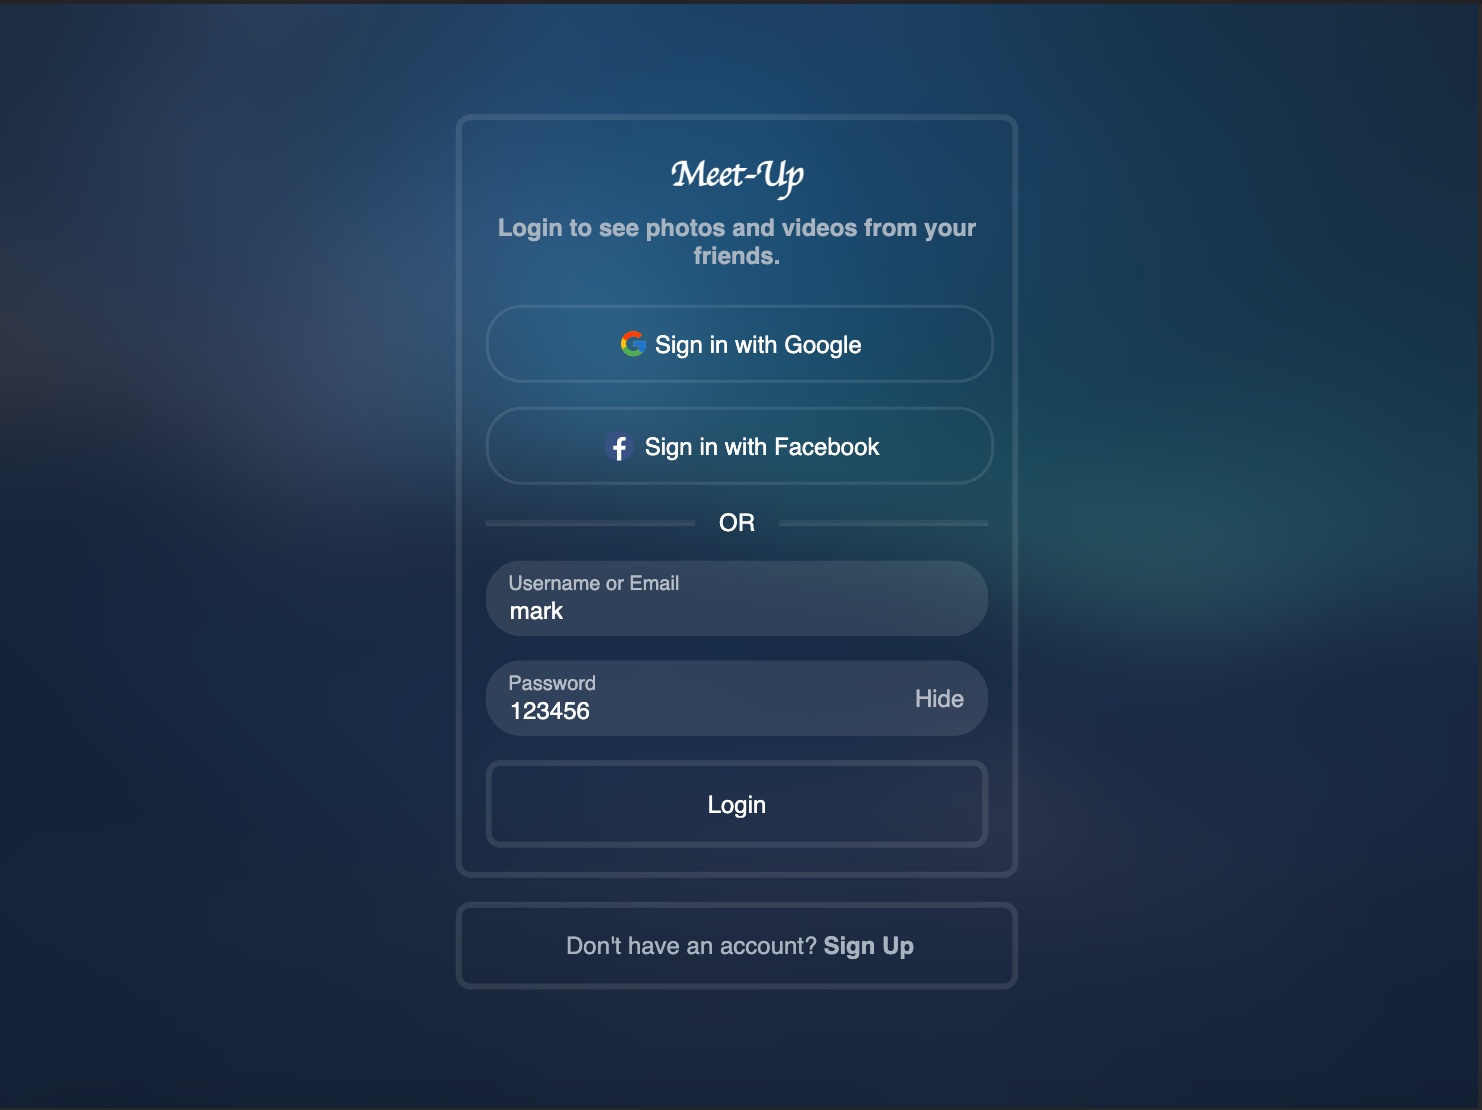 Meet-Up
Login to see photos and videos from your
friends.
Sign in with Google
Sign in with Facebook
OR
Username or Email
mark
Password
123456
Hide
Login
Don't have an account? Sign Up